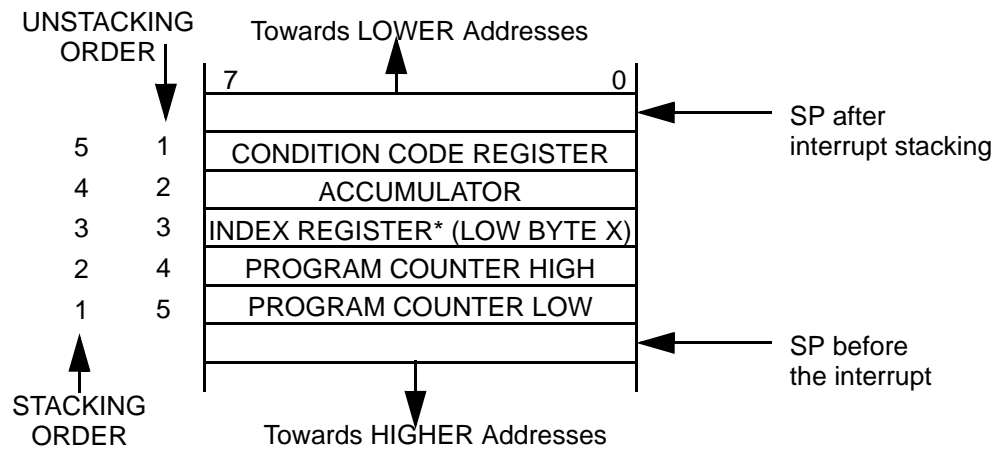 UNSTACKING
ORDER
Towards LOWER Addresses
7 0
SP after
interrupt stacking
5 1 CONDITION CODE REGISTER
4 2 ACCUMULATOR
3 3 INDEX REGISTER* (LOW BYTE X)
2 4 PROGRAM COUNTER HIGH
1 5 PROGRAM COUNTER LOW
SP before
the interrupt
STACKING
ORDER
Towards HIGHER Addresses